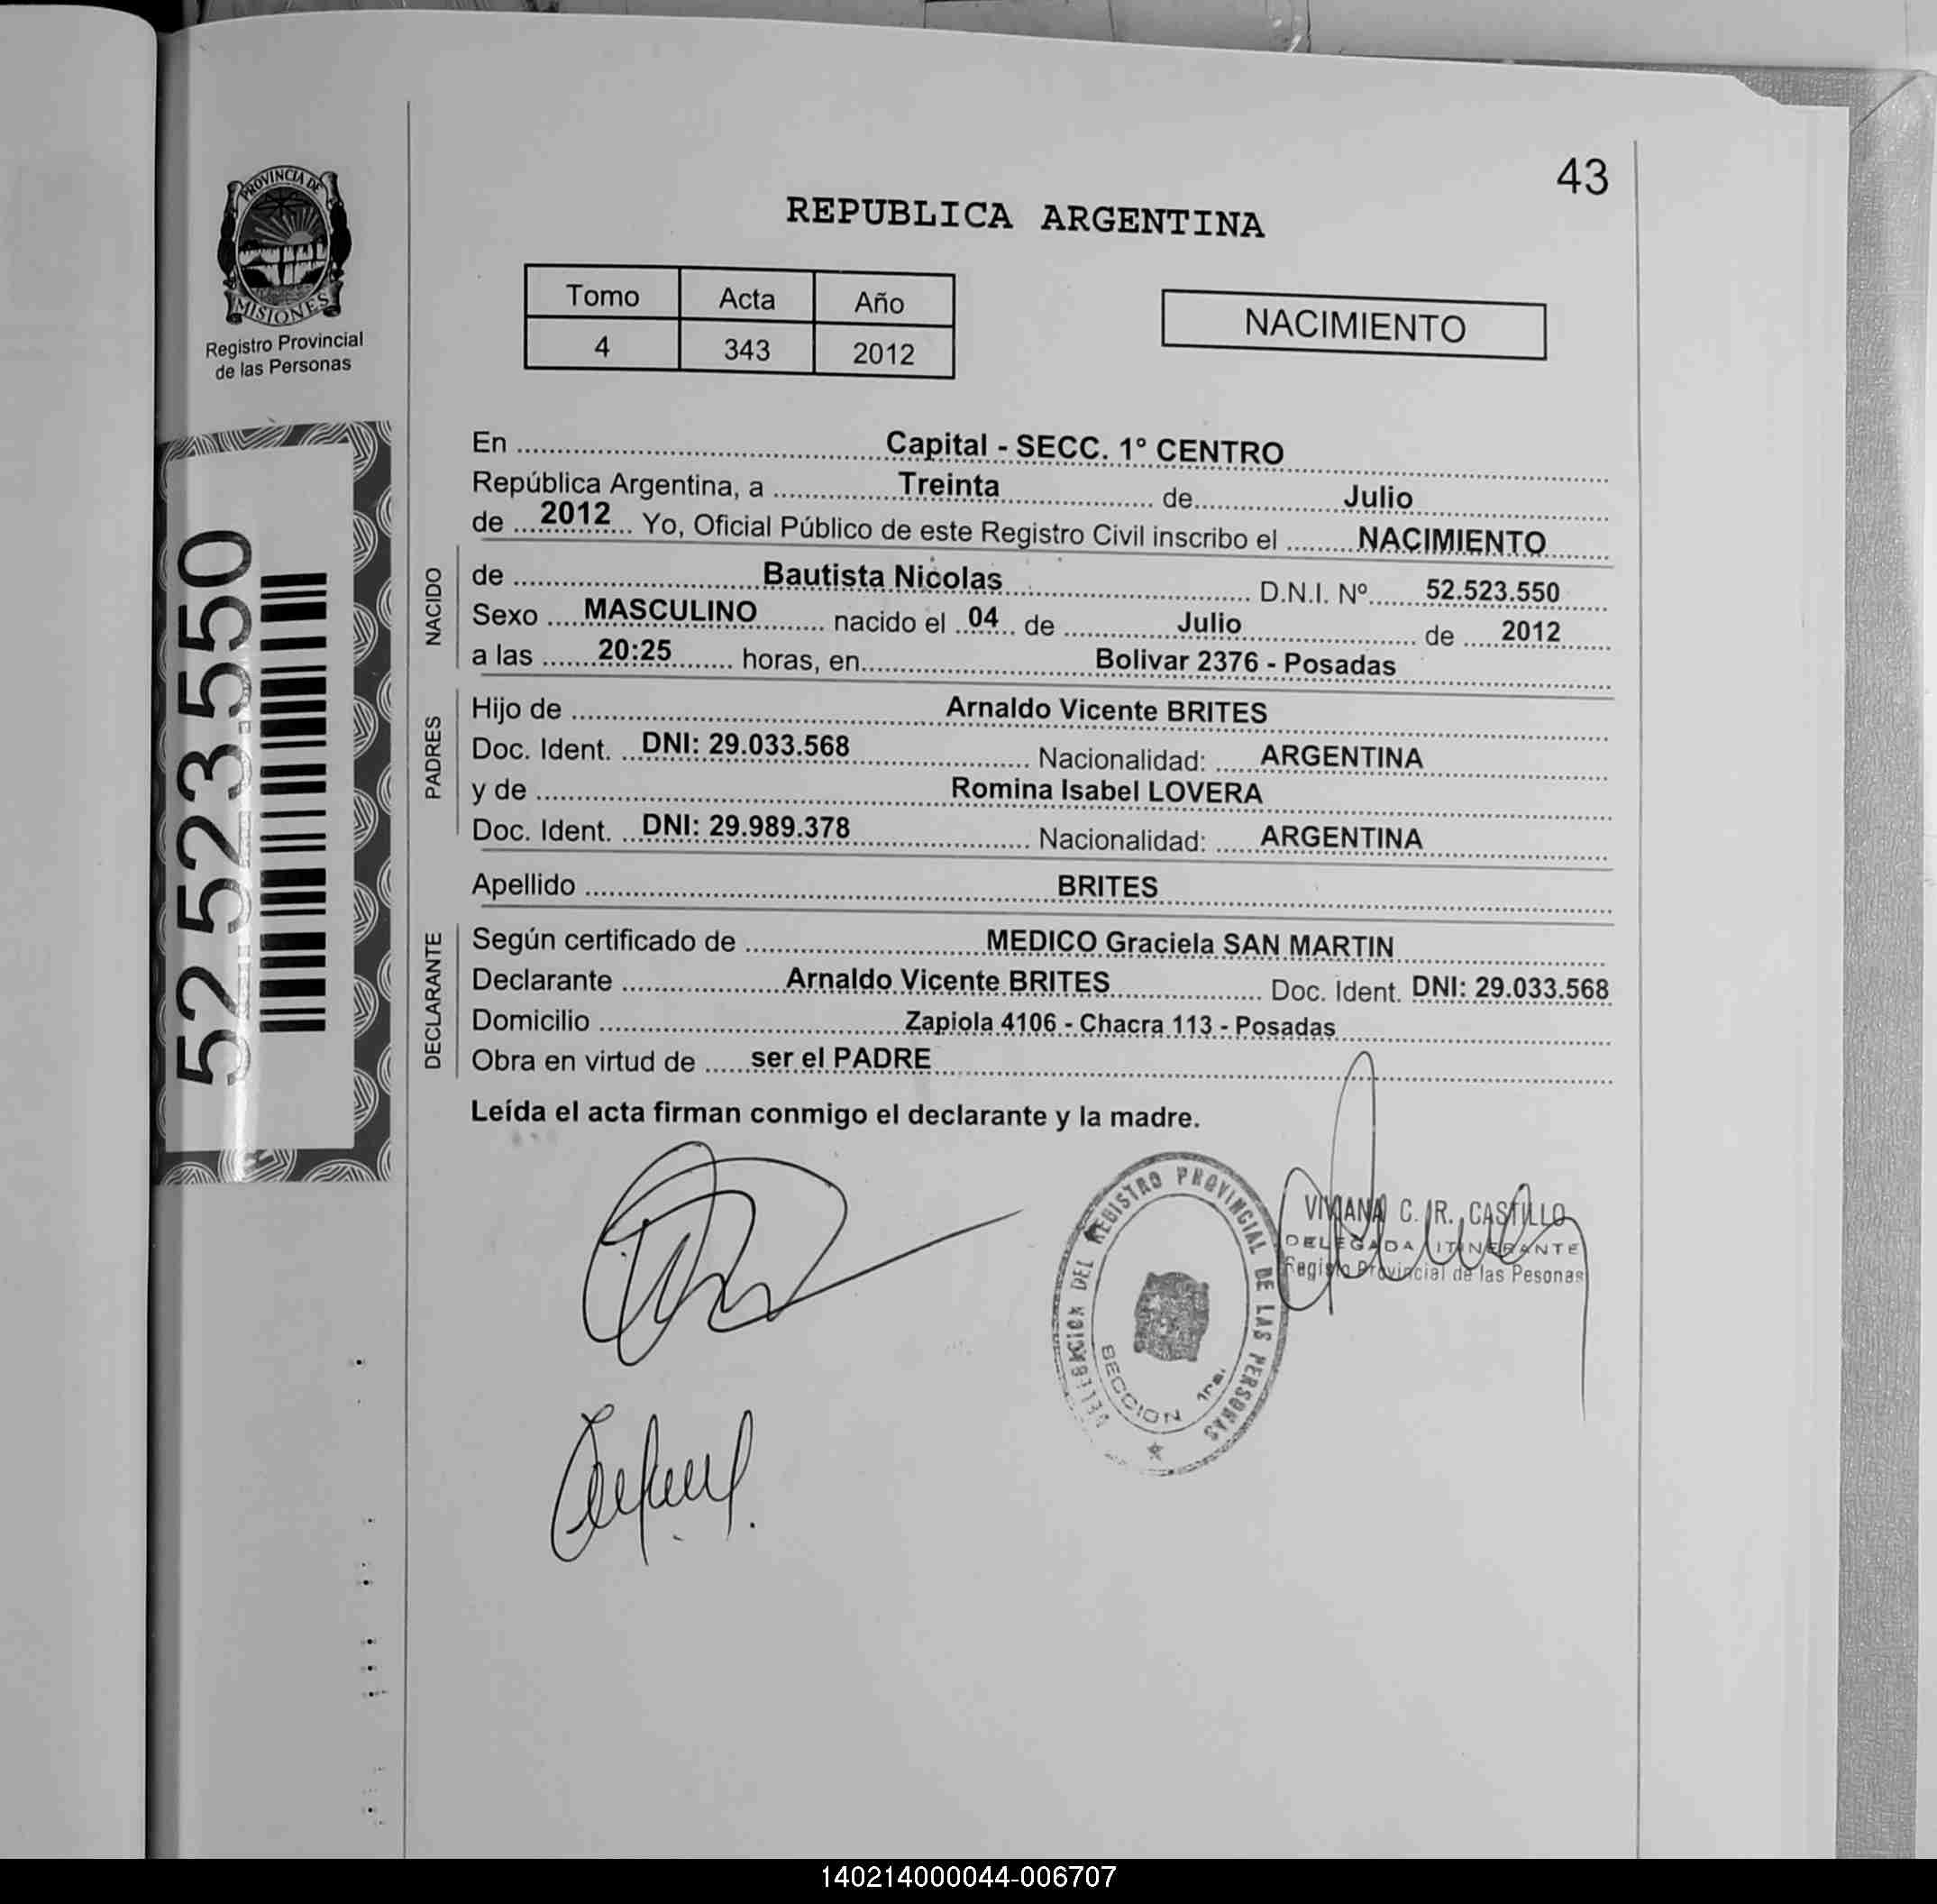 43
PROVINCIA DE
MISIONES
Registro Provincial
de las Personas
REPUBLICA ARGENTINA
Tomo Acta Año
4 343 2012
NACIMIENTO
52.523.550
En Capital - SECC. 1º CENTRO
República Argentina, a Treinta de Julio
de 2012 Yo, Oficial Público de este Registro Civil inscribo el NACIMIENTO
NACIDO
de Bautista Nicolas D.N.I. Nº 52.523.550
Sexo MASCULINO nacido el 04 de Julio de 2012
a las 20:25 horas, en Bolivar 2376 - Posadas
PADRES
Hijo de Arnaldo Vicente BRITES
Doc. Ident. DNI: 29.033.568 Nacionalidad: ARGENTINA
y de Romina Isabel LOVERA
Doc. Ident. DNI: 29.989.378 Nacionalidad: ARGENTINA
Apellido BRITES
DECLARANTE
Según certificado de MEDICO Graciela SAN MARTIN
Declarante Arnaldo Vicente BRITES Doc. Ident. DNI: 29.033.568
Domicilio Zapiola 4106 - Chacra 113 - Posadas
Obra en virtud de ser el PADRE
Leída el acta firman conmigo el declarante y la madre.
DEL REGISTRO PROVINCIAL DE LAS PERSONAS
SECCION 1ra.
VIVIANA C. R. CASTILLO
DELEGADA ITINERANTE
Registro Provincial de las Pesonas
140214000044-006707